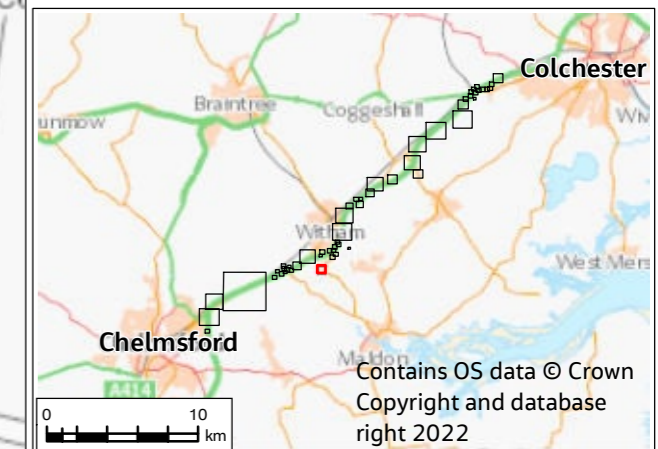 Colchester
Braintree
Coggeshall
unmow
Wiv
Witham
West Mers
Chelmsford
Maldon
A414
Contains OS data © Crown
Copyright and database
right 2022
0 10
km